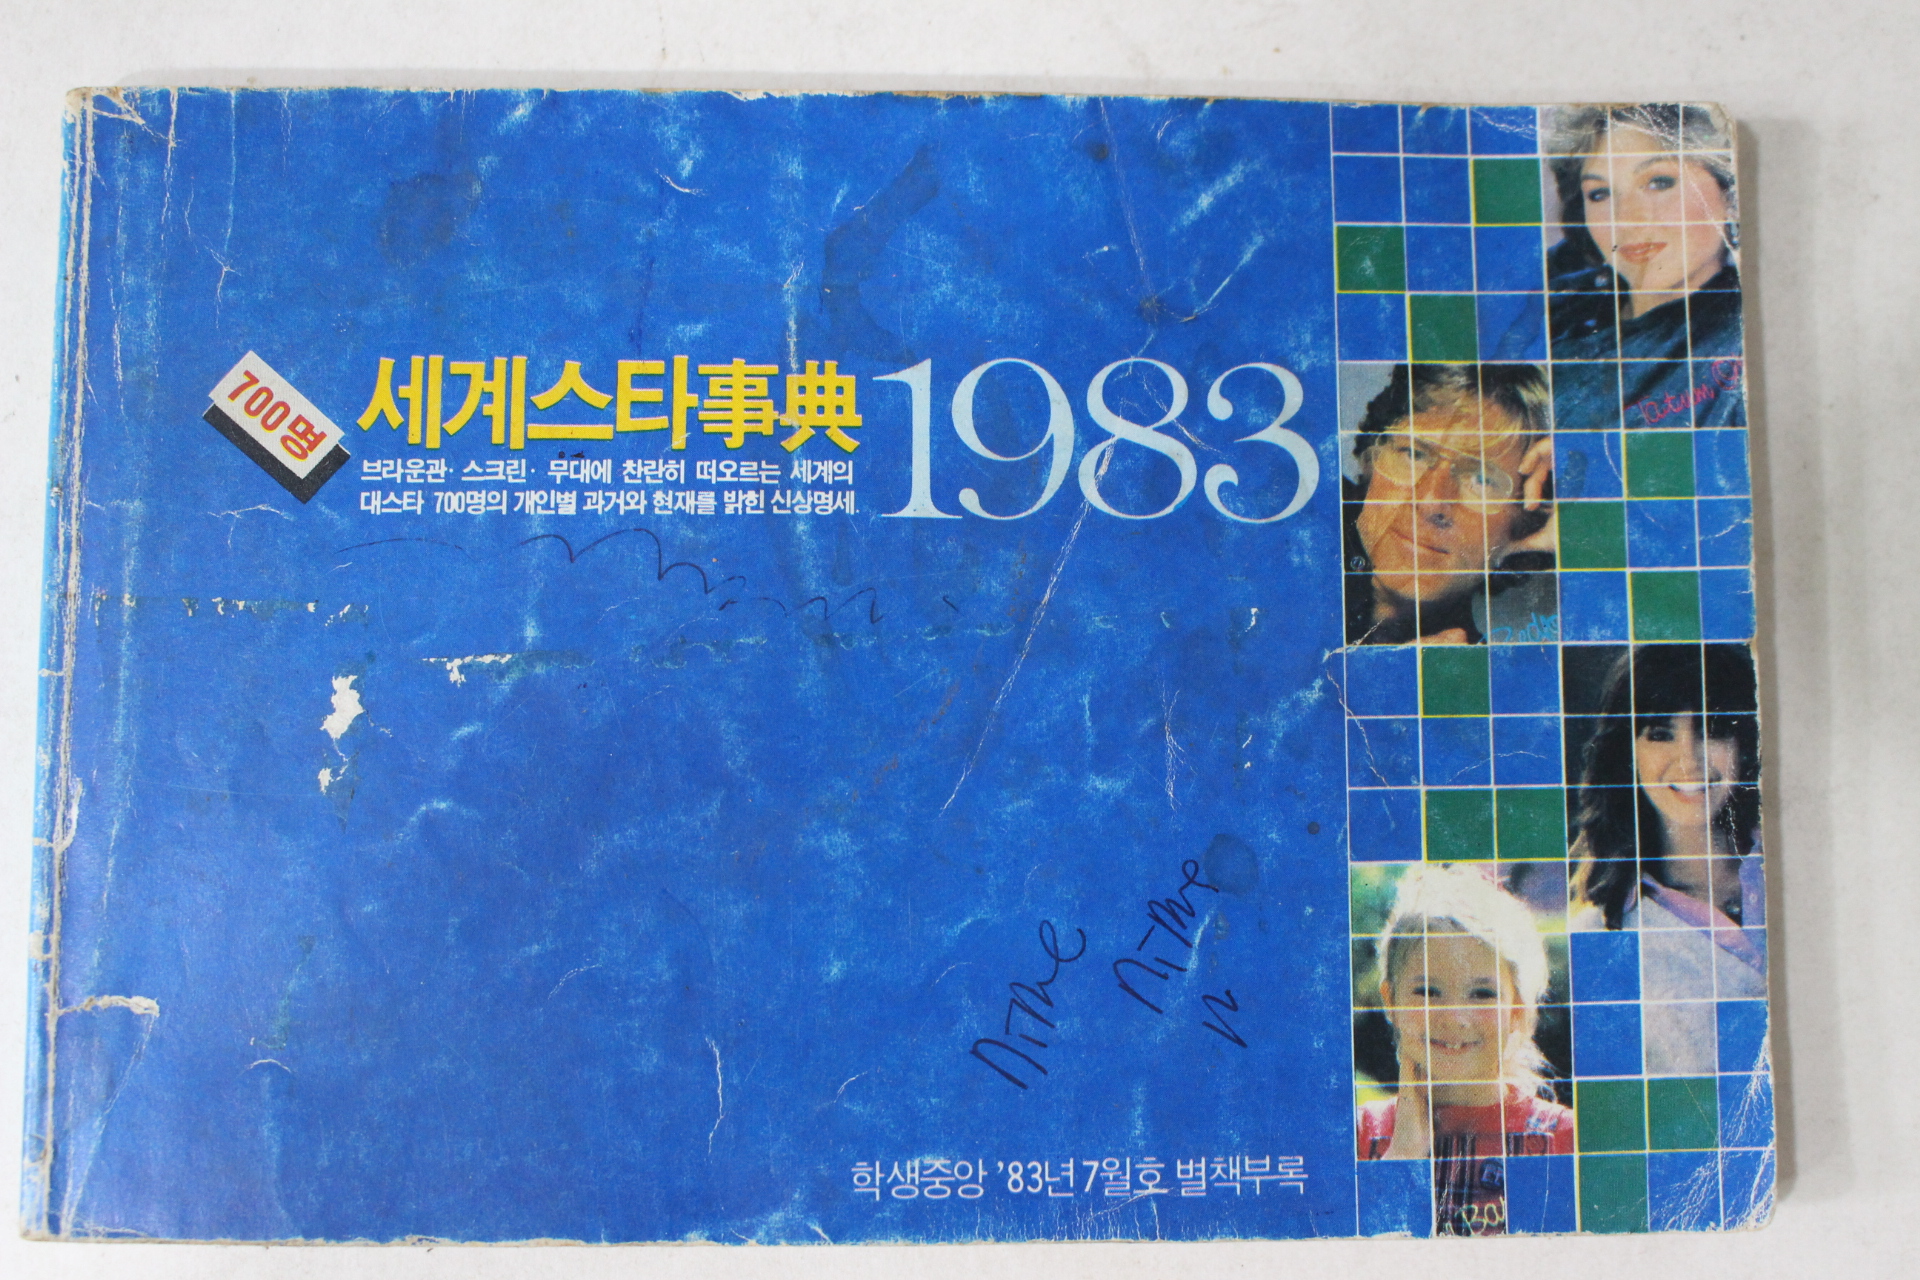 700명
세계스타事典 1983
브라운관· 스크린· 무대에 찬란히 떠오르는 세계의
대스타 700명의 개인별 과거와 현재를 밝힌 신상명세.
Tatum
학생중앙 '83년 7월호 별책부록